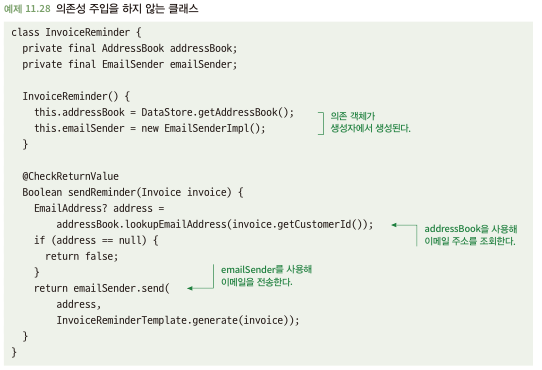 예제 11.28 의존성 주입을 하지 않는 클래스
class InvoiceReminder {
  private final AddressBook addressBook;
  private final EmailSender emailSender;

  InvoiceReminder() {
    this.addressBook = DataStore.getAddressBook();
    this.emailSender = new EmailSenderImpl();
  }
의존 객체가
생성자에서 생성된다.

  @CheckReturnValue
  Boolean sendReminder(Invoice invoice) {
    EmailAddress? address =
        addressBook.lookupEmailAddress(invoice.getCustomerId());
addressBook을 사용해
이메일 주소를 조회한다.
    if (address == null) {
      return false;
    }
emailSender를 사용해
이메일을 전송한다.
    return emailSender.send(
        address,
        InvoiceReminderTemplate.generate(invoice));
  }
}